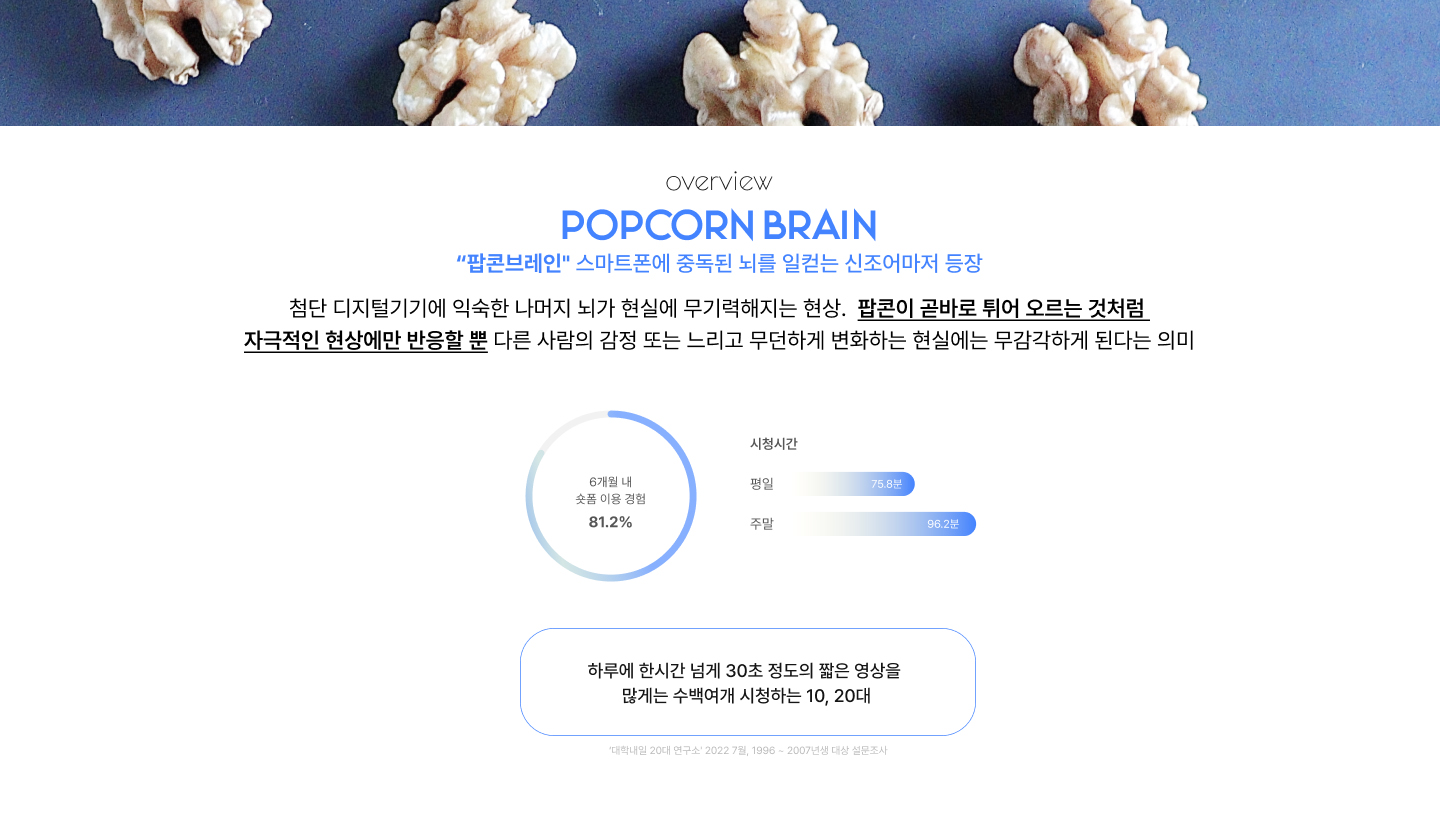 overview
POPCORN BRAIN
“팝콘브레인" 스마트폰에 중독된 뇌를 일컫는 신조어마저 등장
첨단 디지털기기에 익숙한 나머지 뇌가 현실에 무기력해지는 현상. 팝콘이 곧바로 튀어 오르는 것처럼
자극적인 현상에만 반응할 뿐 다른 사람의 감정 또는 느리고 무던하게 변화하는 현실에는 무감각하게 된다는 의미
6개월 내
숏폼 이용 경험
81.2%
시청시간
평일 75.8분
주말 96.2분
하루에 한시간 넘게 30초 정도의 짧은 영상을
많게는 수백여개 시청하는 10, 20대
'대학내일 20대 연구소' 2022 7월, 1996 ~ 2007년생 대상 설문조사